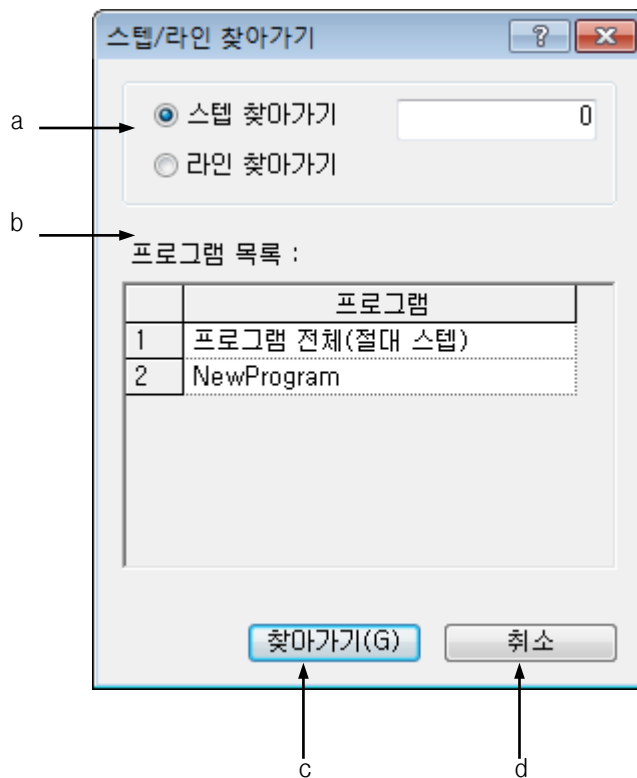 스텝/라인 찾아가기
a
스텝 찾아가기 0
라인 찾아가기
b
프로그램 목록 :
프로그램
1 프로그램 전체(절대 스텝)
2 NewProgram
찾아가기(G) 취소
c d